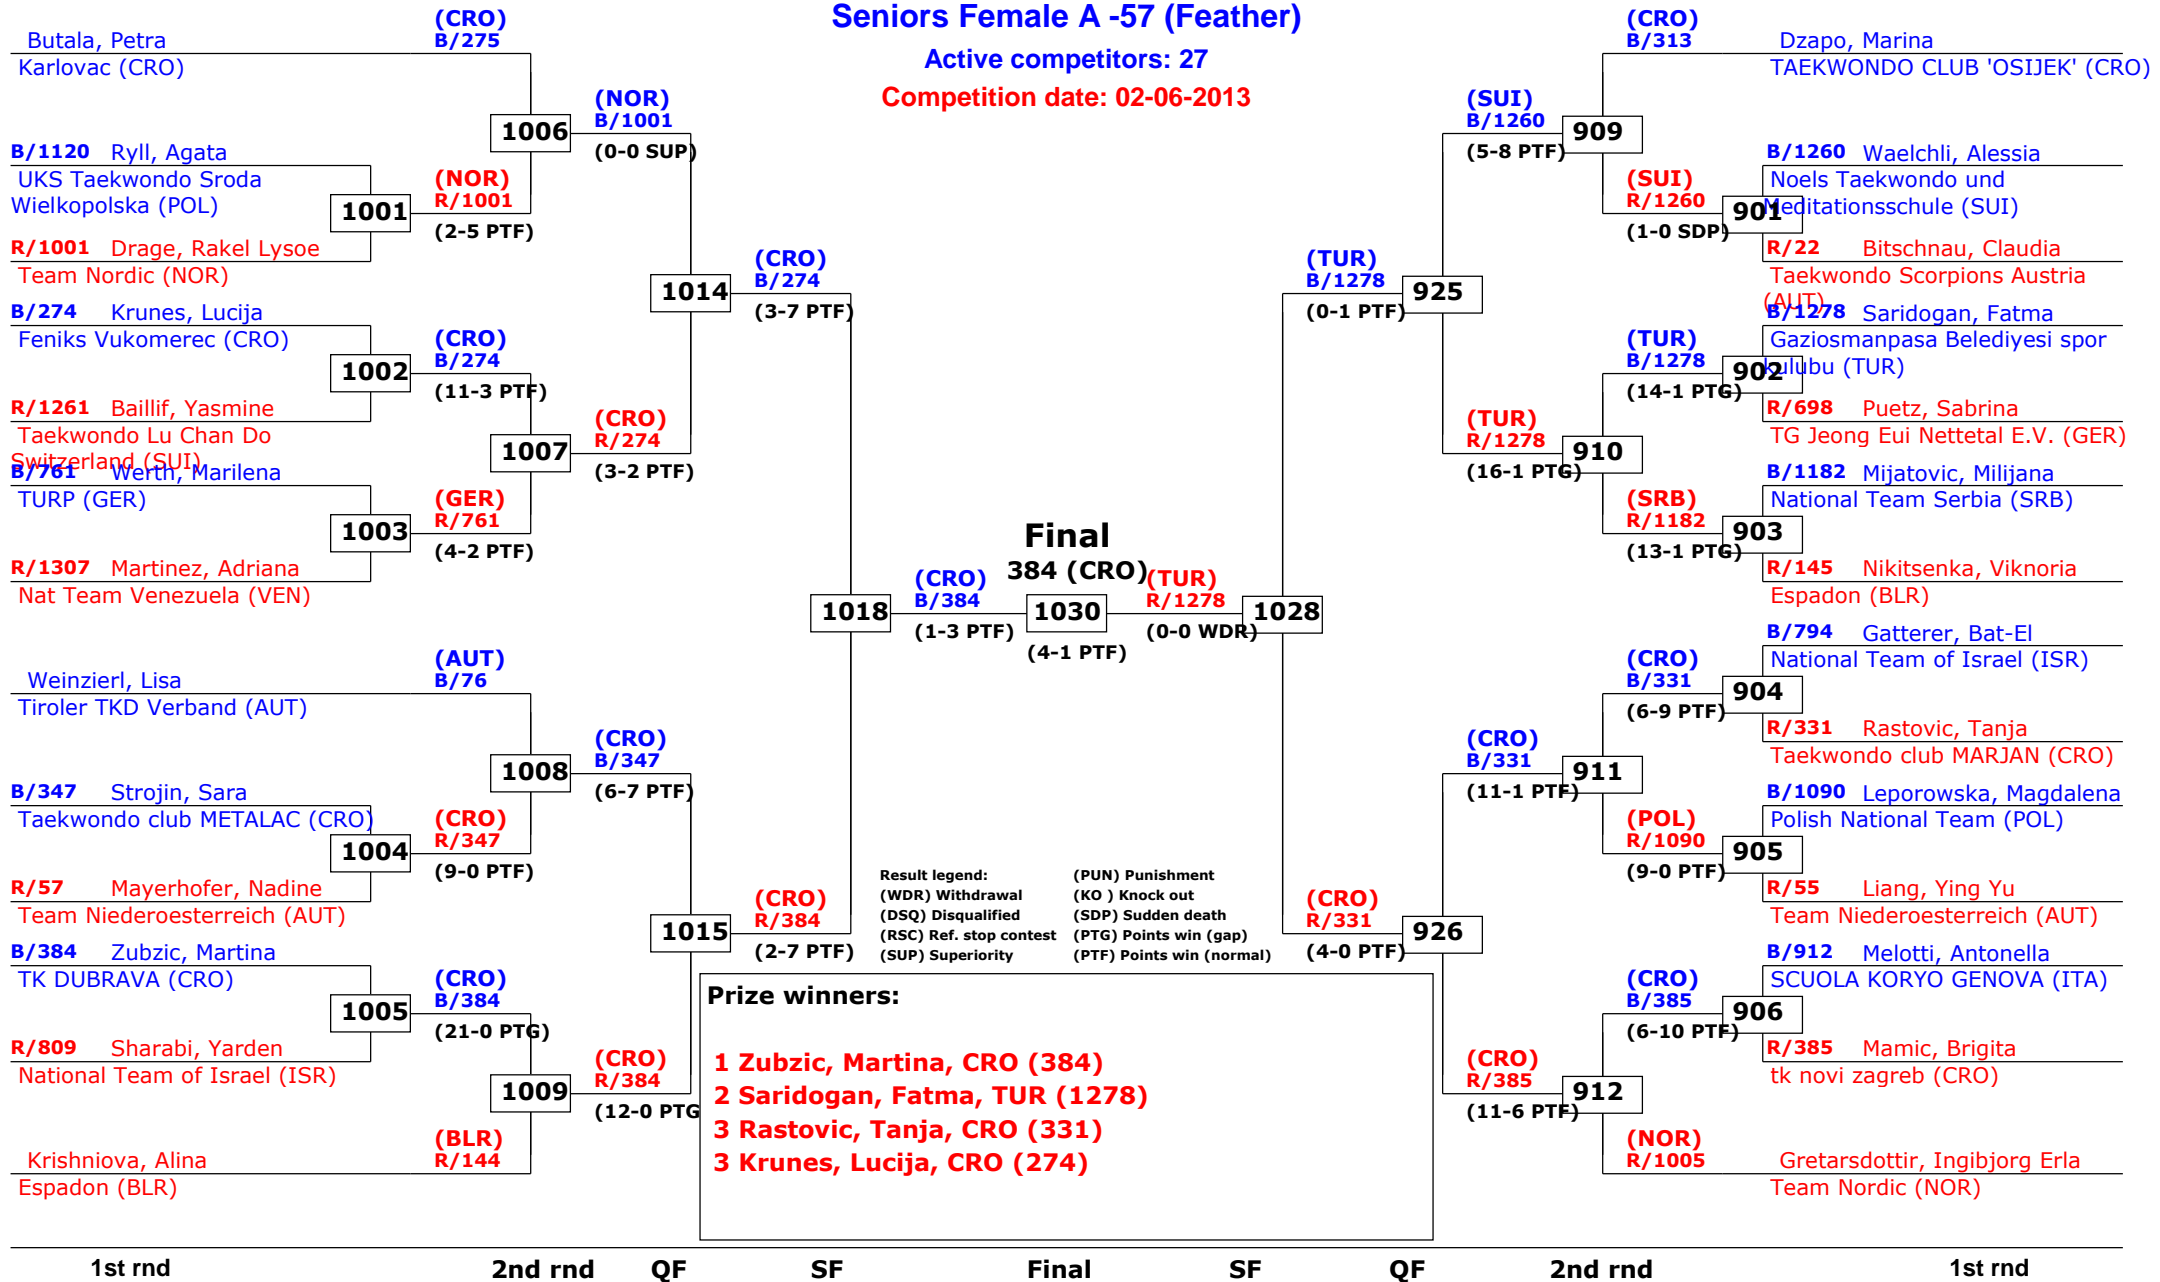 Seniors Female A -57 (Feather)
Active competitors: 27
Competition date: 02-06-2013
Butala, Petra
Karlovac (CRO)
B/1120 Ryll, Agata
UKS Taekwondo Sroda
Wielkopolska (POL)
R/1001 Drage, Rakel Lysoe
Team Nordic (NOR)
B/274 Krunes, Lucija
Feniks Vukomerec (CRO)
R/1261 Baillif, Yasmine
Taekwondo Lu Chan Do
Switzerland (SUI)
B/761 Werth, Marilena
TURP (GER)
R/1307 Martinez, Adriana
Nat Team Venezuela (VEN)
Weinzierl, Lisa
Tiroler TKD Verband (AUT)
B/347 Strojin, Sara
Taekwondo club METALAC (CRO)
R/57 Mayerhofer, Nadine
Team Niederoesterreich (AUT)
B/384 Zubzic, Martina
TK DUBRAVA (CRO)
R/809 Sharabi, Yarden
National Team of Israel (ISR)
Krishniova, Alina
Espadon (BLR)
1001
1002
1003
1004
1005
(CRO)
B/275
(NOR)
R/1001
(2-5 PTF)
(CRO)
B/274
(11-3 PTF)
(GER)
R/761
(4-2 PTF)
(AUT)
B/76
(CRO)
R/347
(9-0 PTF)
(CRO)
B/384
(21-0 PTG)
(BLR)
R/144
1006
1007
1008
1009
(NOR)
B/1001
(0-0 SUP)
(CRO)
R/274
(3-2 PTF)
(CRO)
B/347
(6-7 PTF)
(CRO)
R/384
(12-0 PTG
1014
1015
(CRO)
B/274
(3-7 PTF)
(CRO)
R/384
(2-7 PTF)
1018
(CRO)
B/384
(1-3 PTF)
Final
384 (CRO)
1030
(4-1 PTF)
(TUR)
R/1278
(0-0 WDR)
1028
(TUR)
B/1278
(0-1 PTF)
(CRO)
R/331
(4-0 PTF)
925
926
(SUI)
B/1260
(5-8 PTF)
(TUR)
R/1278
(16-1 PTG)
(CRO)
B/331
(11-1 PTF)
(CRO)
R/385
(11-6 PTF)
909
910
911
912
(CRO)
B/313
(SUI)
R/1260
(1-0 SDP)
(TUR)
B/1278
(14-1 PTG)
(SRB)
R/1182
(13-1 PTG)
(CRO)
B/331
(6-9 PTF)
(POL)
R/1090
(9-0 PTF)
(CRO)
B/385
(6-10 PTF)
(NOR)
R/1005
901
902
903
904
905
906
Dzapo, Marina
TAEKWONDO CLUB 'OSIJEK' (CRO)
B/1260 Waelchli, Alessia
Noels Taekwondo und
Meditationsschule (SUI)
R/22 Bitschnau, Claudia
Taekwondo Scorpions Austria
(AUT)
B/1278 Saridogan, Fatma
Gaziosmanpasa Belediyesi spor
kulubu (TUR)
R/698 Puetz, Sabrina
TG Jeong Eui Nettetal E.V. (GER)
B/1182 Mijatovic, Milijana
National Team Serbia (SRB)
R/145 Nikitsenka, Viknoria
Espadon (BLR)
B/794 Gatterer, Bat-El
National Team of Israel (ISR)
R/331 Rastovic, Tanja
Taekwondo club MARJAN (CRO)
B/1090 Leporowska, Magdalena
Polish National Team (POL)
R/55 Liang, Ying Yu
Team Niederoesterreich (AUT)
B/912 Melotti, Antonella
SCUOLA KORYO GENOVA (ITA)
R/385 Mamic, Brigita
tk novi zagreb (CRO)
Gretarsdottir, Ingibjorg Erla
Team Nordic (NOR)
Result legend: (PUN) Punishment
(WDR) Withdrawal (KO ) Knock out
(DSQ) Disqualified (SDP) Sudden death
(RSC) Ref. stop contest (PTG) Points win (gap)
(SUP) Superiority (PTF) Points win (normal)
Prize winners:
1 Zubzic, Martina, CRO (384)
2 Saridogan, Fatma, TUR (1278)
3 Rastovic, Tanja, CRO (331)
3 Krunes, Lucija, CRO (274)
1st rnd 2nd rnd QF SF Final SF QF 2nd rnd 1st rnd